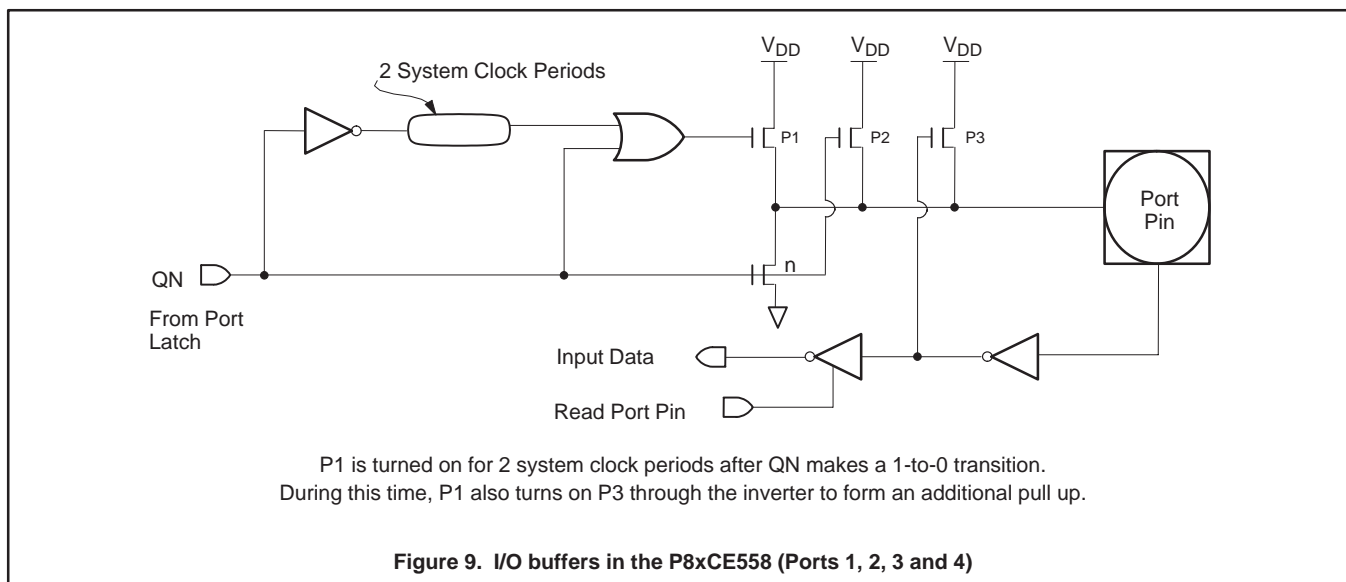 VDD VDD VDD
2 System Clock Periods
P1 P2 P3
Port
Pin
n
QN
From Port
Latch
Input Data
Read Port Pin
P1 is turned on for 2 system clock periods after QN makes a 1-to-0 transition.
During this time, P1 also turns on P3 through the inverter to form an additional pull up.
Figure 9. I/O buffers in the P8xCE558 (Ports 1, 2, 3 and 4)